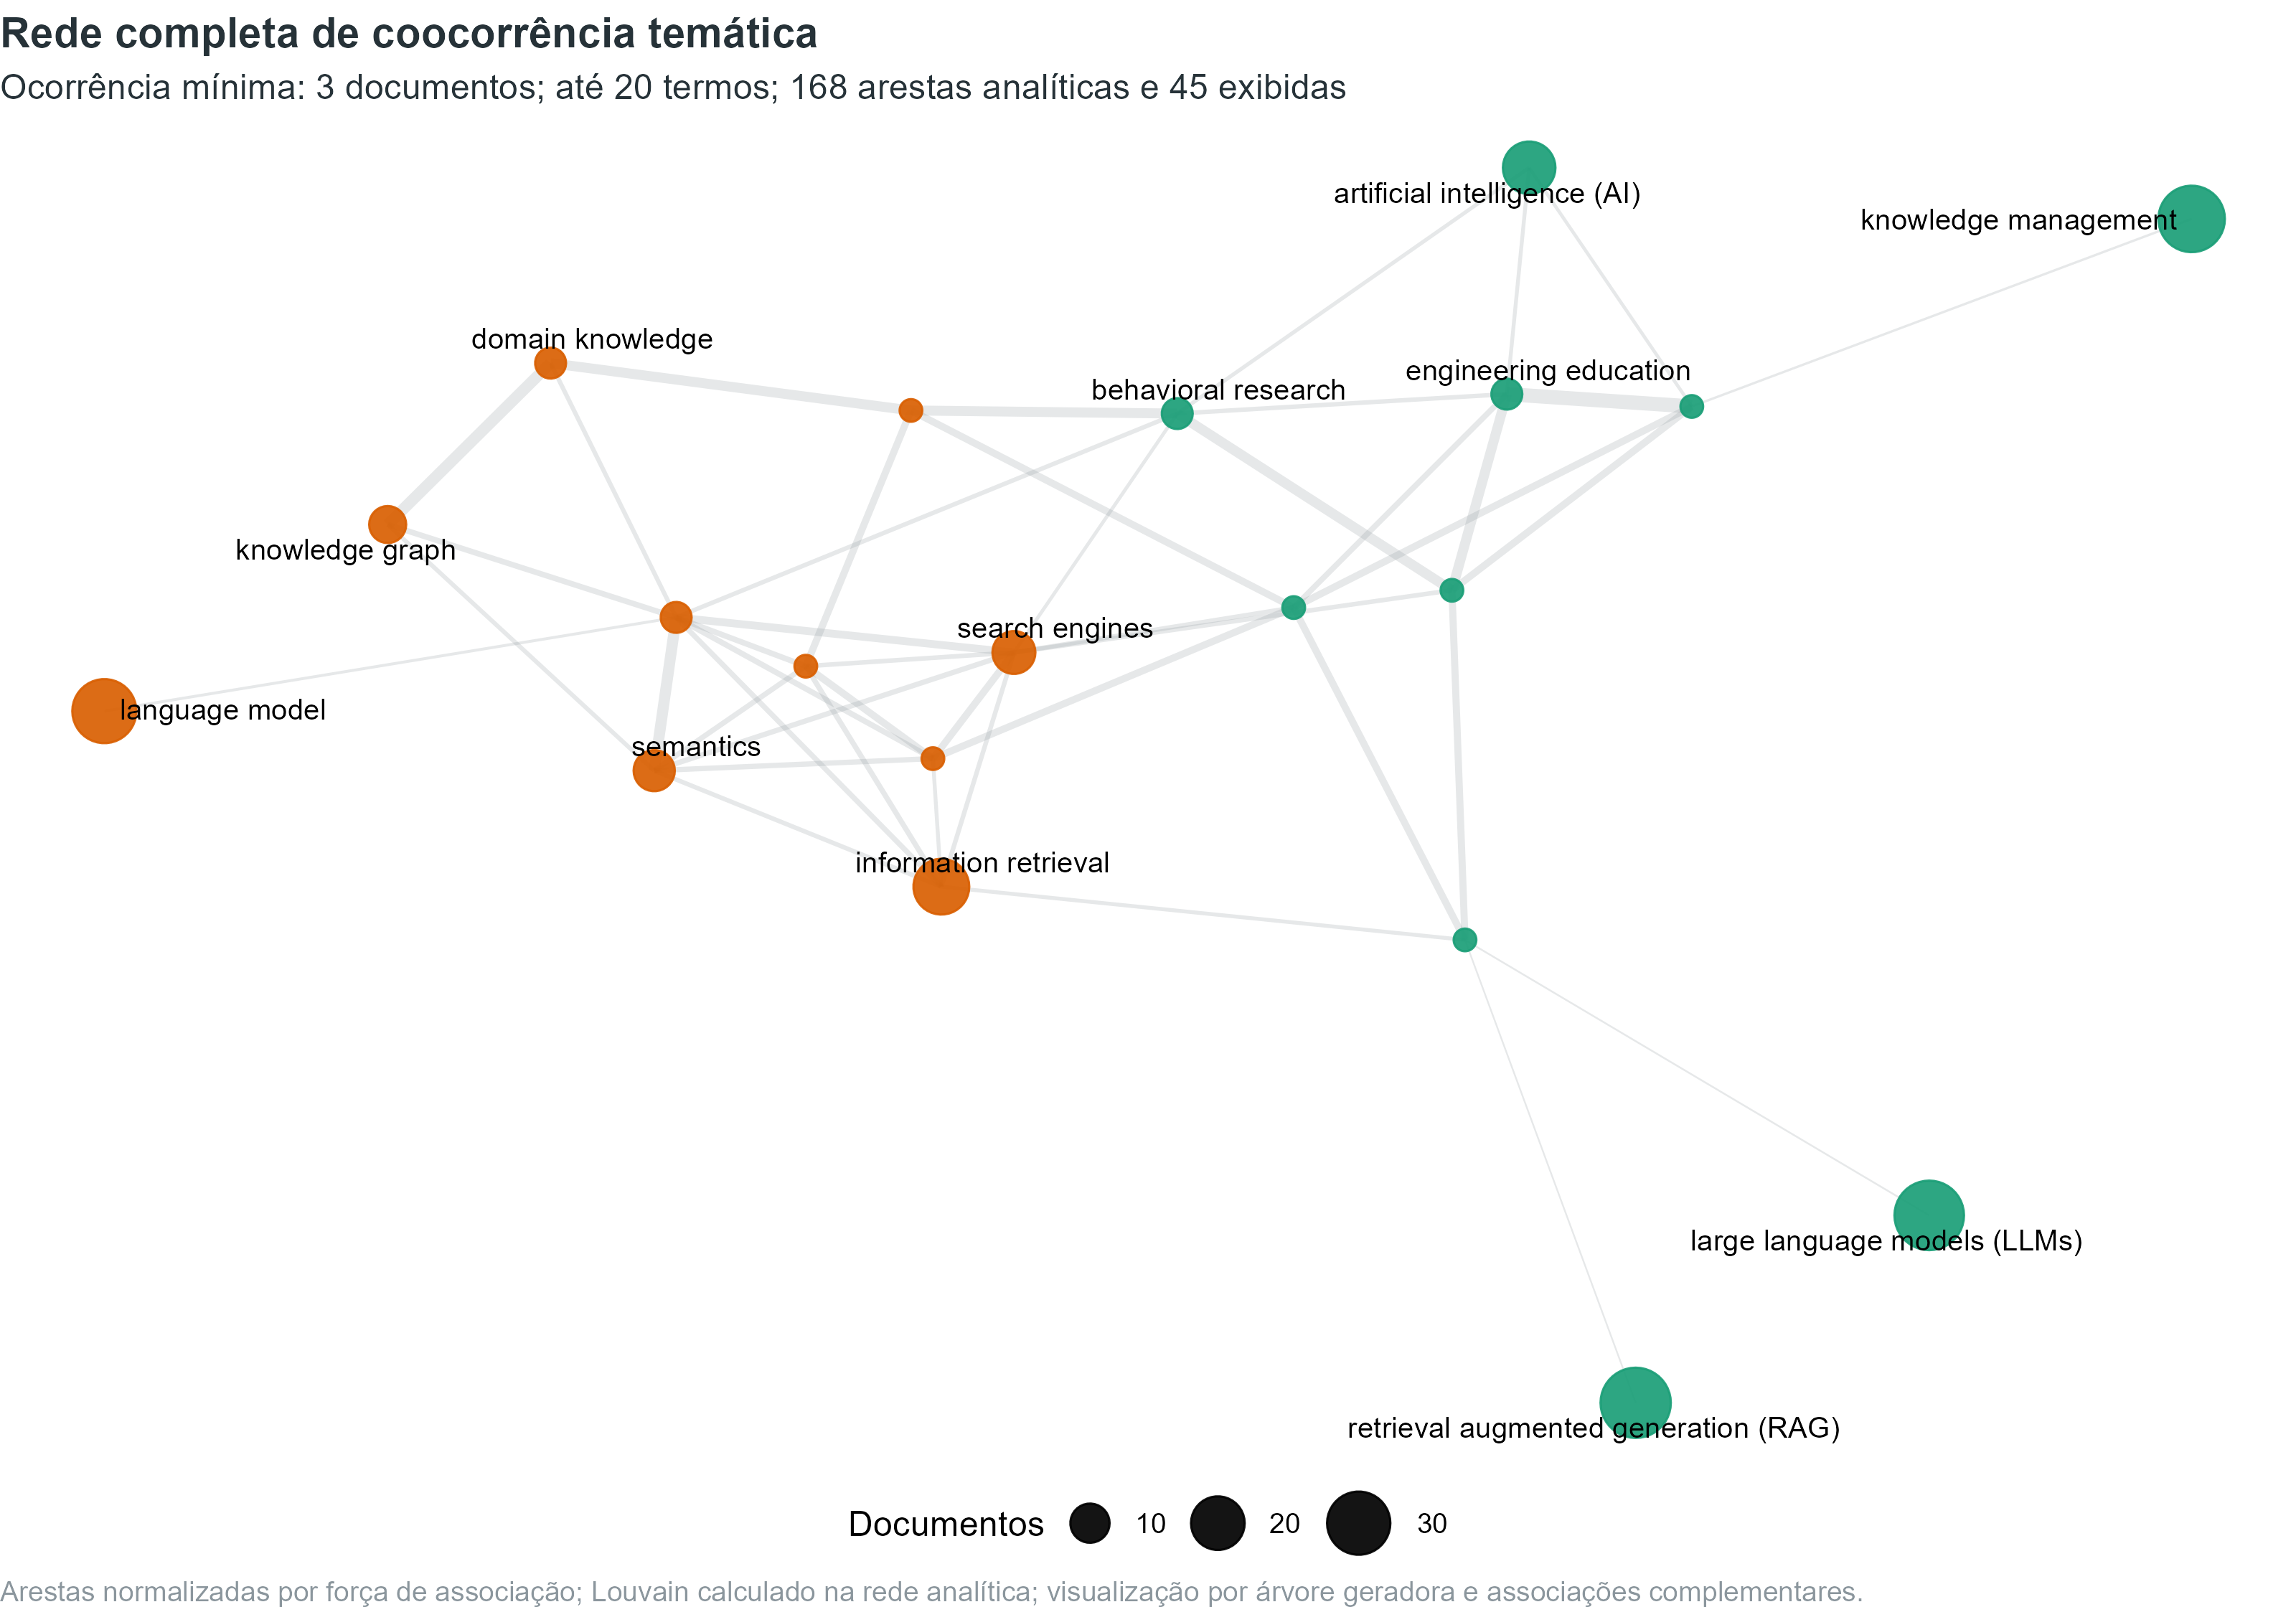 Rede completa de coocorrência temática
Ocorrência mínima: 3 documentos; até 20 termos; 168 arestas analíticas e 45 exibidas
artificial intelligence (AI)
knowledge management
domain knowledge
engineering education
behavioral research
knowledge graph
search engines
language model
semantics
information retrieval
large language models (LLMs)
retrieval augmented generation (RAG)
Documentos 10 20 30
Arestas normalizadas por força de associação; Louvain calculado na rede analítica; visualização por árvore geradora e associações complementares.